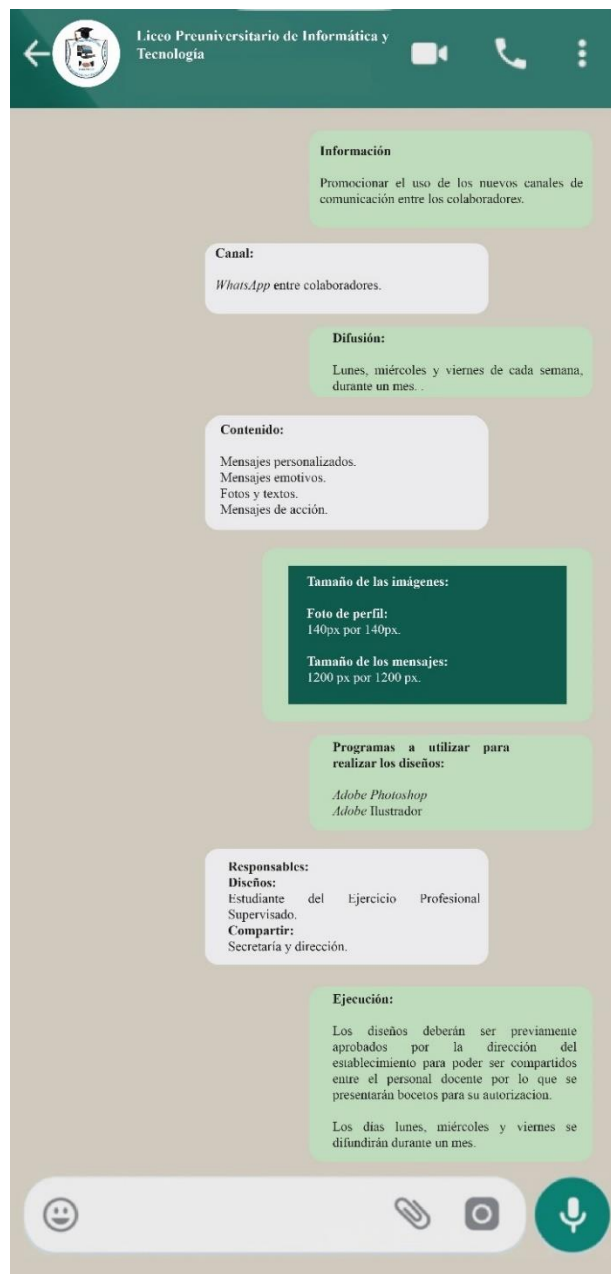 Liceo Preuniversitario de Informática y
Tecnología
Información
Promocionar el uso de los nuevos canales de
comunicación entre los colaboradores.
Canal:
WhatsApp entre colaboradores.
Difusión:
Lunes, miércoles y viernes de cada semana,
durante un mes. .
Contenido:
Mensajes personalizados.
Mensajes emotivos.
Fotos y textos.
Mensajes de acción.
Tamaño de las imágenes:
Foto de perfil:
140px por 140px.
Tamaño de los mensajes:
1200 px por 1200 px.
Programas a utilizar para
realizar los diseños:
Adobe Photoshop
Adobe Ilustrador
Responsables:
Diseños:
Estudiante del Ejercicio Profesional
Supervisado.
Compartir:
Secretaría y dirección.
Ejecución:
Los diseños deberán ser previamente
aprobados por la dirección del
establecimiento para poder ser compartidos
entre el personal docente por lo que se
presentarán bocetos para su autorizacion.
Los días lunes, miércoles y viernes se
difundirán durante un mes.